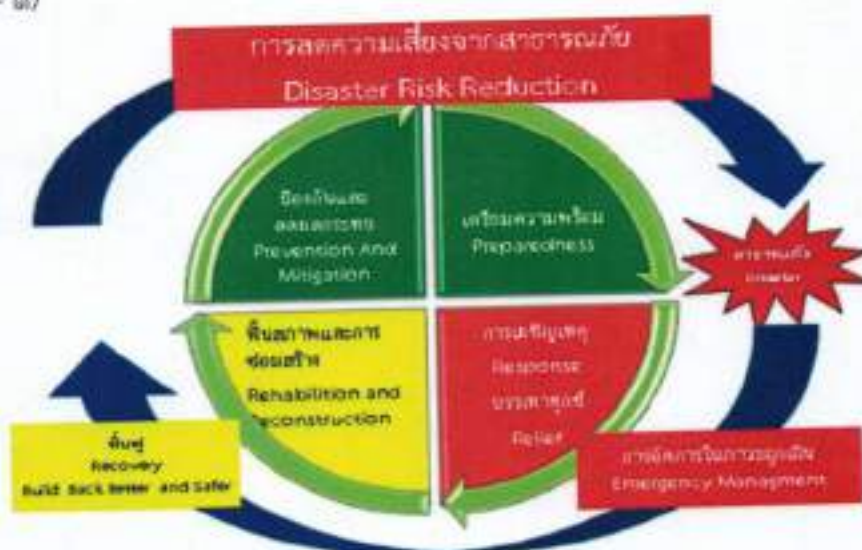 การลดความเสี่ยงจากสาธารณภัย
Disaster Risk Reduction
ป้องกันและ
ลดผลกระทบ
Prevention And
Mitigation
เตรียมความพร้อม
Preparedness
สาธารณภัย
Disaster
ฟื้นสภาพและการ
ซ่อมสร้าง
Rehabilition and
Reconstruction
การเผชิญเหตุ
Response
บรรเทาทุกข์
Relief
ฟื้นฟู
Recovery
Build Back Better and Safer
การจัดการในภาวะฉุกเฉิน
Emergency Managment